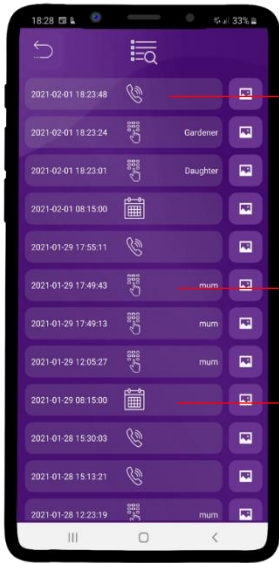 18:28 33%
2021-02-01 18:23:48
2021-02-01 18:23:24 Gardener
2021-02-01 18:23:01 Daughter
2021-02-01 08:15:00
2021-01-29 17:55:11
2021-01-29 17:49:43 mum
2021-01-29 17:49:13 mum
2021-01-29 12:05:27 mum
2021-01-29 08:15:00
2021-01-28 15:30:03
2021-01-28 15:13:21
2021-01-28 12:23:19 mum